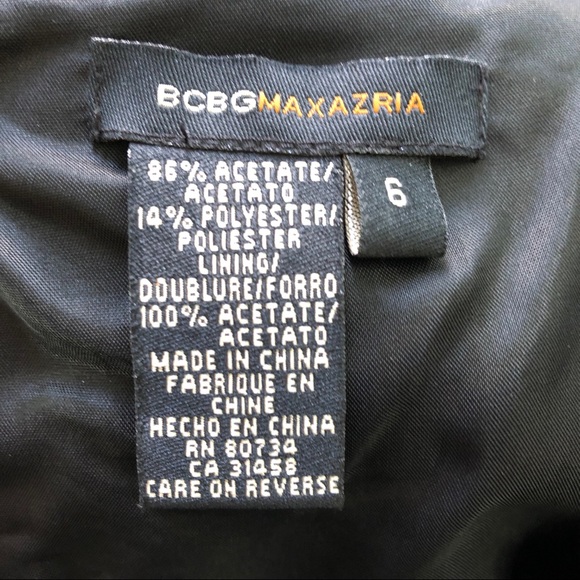 BCBGMAXAZRIA
6
86% ACETATE/
ACETATO
14% POLYESTER/
POLIESTER
LINING/
DOUBLURE/FORRO
100% ACETATE/
ACETATO
MADE IN CHINA
FABRIQUE EN
CHINE
HECHO EN CHINA
RN 80734
CA 31458
CARE ON REVERSE